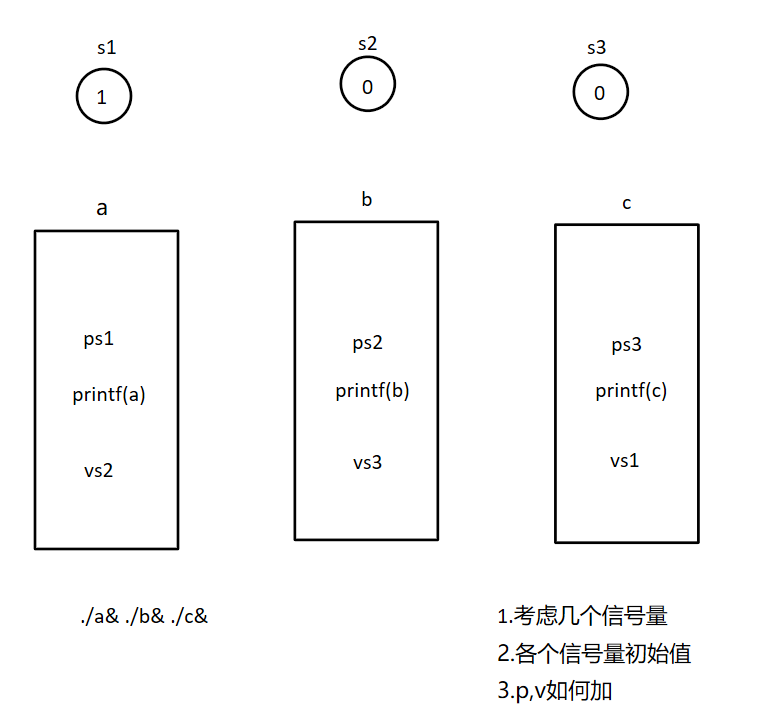 s1 s2 s3
1 0 0
a b c
ps1 ps2 ps3
printf(a) printf(b) printf(c)
vs2 vs3 vs1
./a& ./b& ./c&
1.考虑几个信号量
2.各个信号量初始值
3.p,v如何加